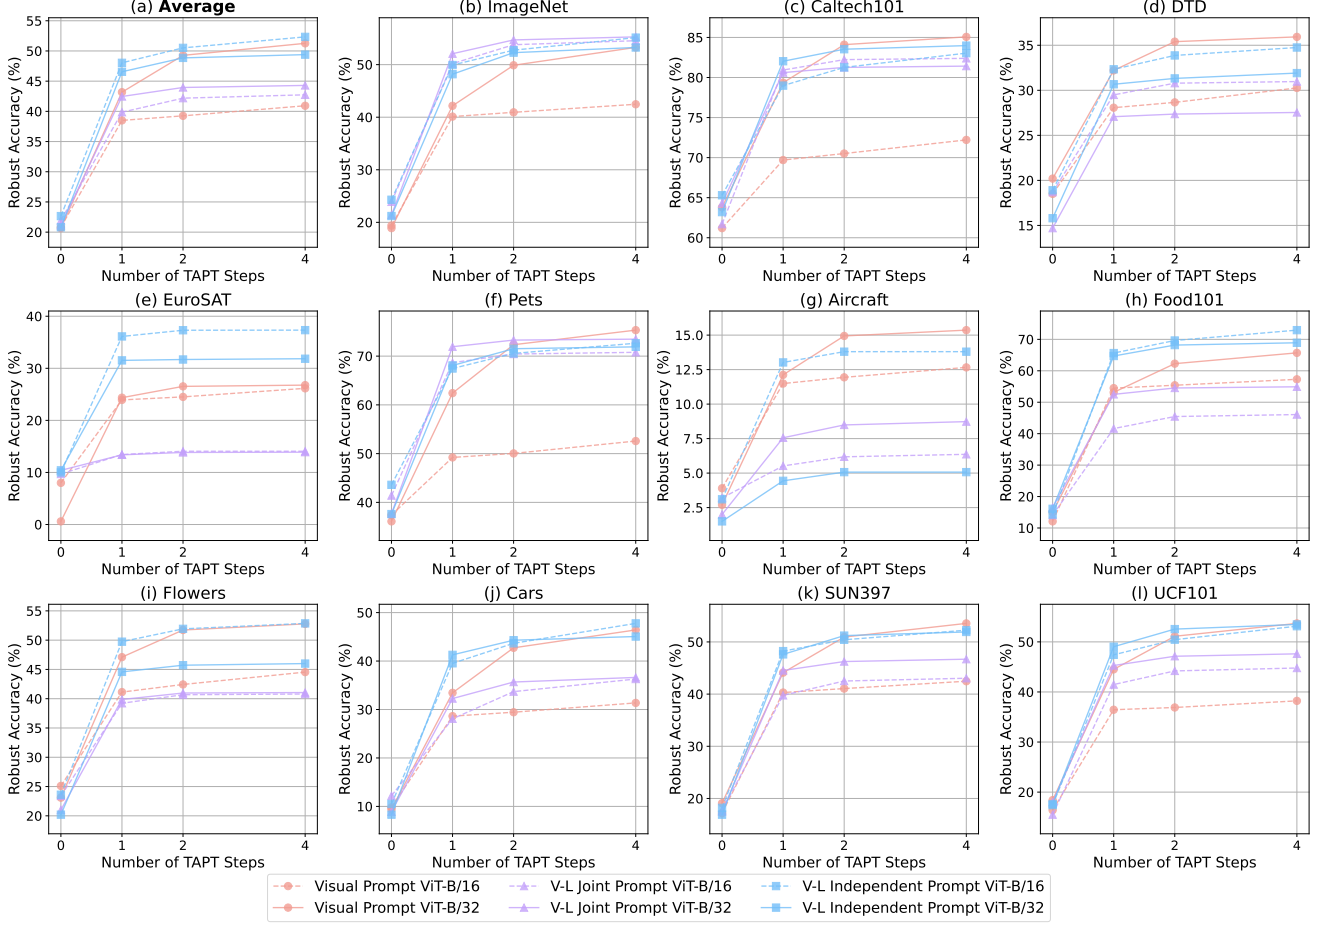 (a) Average
(b) ImageNet
(c) Caltech101
(d) DTD
Robust Accuracy (%)
55
50
45
40
35
30
25
20
0 1 2 4
Number of TAPT Steps
Robust Accuracy (%)
50
40
30
20
0 1 2 4
Number of TAPT Steps
Robust Accuracy (%)
85
80
75
70
65
60
0 1 2 4
Number of TAPT Steps
Robust Accuracy (%)
35
30
25
20
15
0 1 2 4
Number of TAPT Steps
(e) EuroSAT
(f) Pets
(g) Aircraft
(h) Food101
Robust Accuracy (%)
40
30
20
10
0
0 1 2 4
Number of TAPT Steps
Robust Accuracy (%)
70
60
50
40
0 1 2 4
Number of TAPT Steps
Robust Accuracy (%)
15.0
12.5
10.0
7.5
5.0
2.5
0 1 2 4
Number of TAPT Steps
Robust Accuracy (%)
70
60
50
40
30
20
10
0 1 2 4
Number of TAPT Steps
(i) Flowers
(j) Cars
(k) SUN397
(l) UCF101
Robust Accuracy (%)
55
50
45
40
35
30
25
20
0 1 2 4
Number of TAPT Steps
Robust Accuracy (%)
50
40
30
20
10
0 1 2 4
Number of TAPT Steps
Robust Accuracy (%)
50
40
30
20
0 1 2 4
Number of TAPT Steps
Robust Accuracy (%)
50
40
30
20
0 1 2 4
Number of TAPT Steps
Visual Prompt ViT-B/16
V-L Joint Prompt ViT-B/16
V-L Independent Prompt ViT-B/16
Visual Prompt ViT-B/32
V-L Joint Prompt ViT-B/32
V-L Independent Prompt ViT-B/32